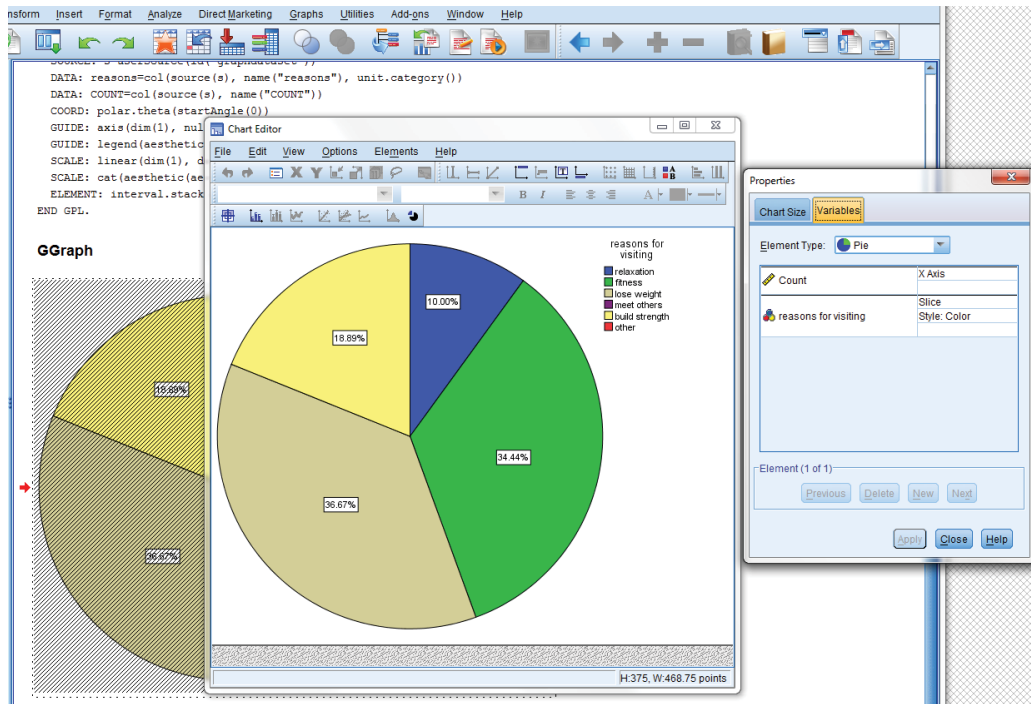 nsform Insert Format Analyze Direct Marketing Graphs Utilities Add-ons Window Help
DATA: reasons=col(source(s), name("reasons"), unit.category())
DATA: COUNT=col(source(s), name("COUNT"))
COORD: polar.theta(startAngle(0))
GUIDE: axis(dim(1), nul
GUIDE: legend(aesthetic
SCALE: linear(dim(1), d
SCALE: cat(aesthetic(ae
ELEMENT: interval.stack
END GPL.
GGraph
18.89%
36.67%
Chart Editor
File Edit View Options Elements Help
X Y
B I A
reasons for
visiting
relaxation
fitness
lose weight
meet others
build strength
other
10.00%
18.89%
34.44%
36.67%
H:375, W:468.75 points
Properties
Chart Size Variables
Element Type: Pie
Count X Axis
reasons for visiting Slice
Style: Color
Element (1 of 1)
Previous Delete New Next
Apply Close Help